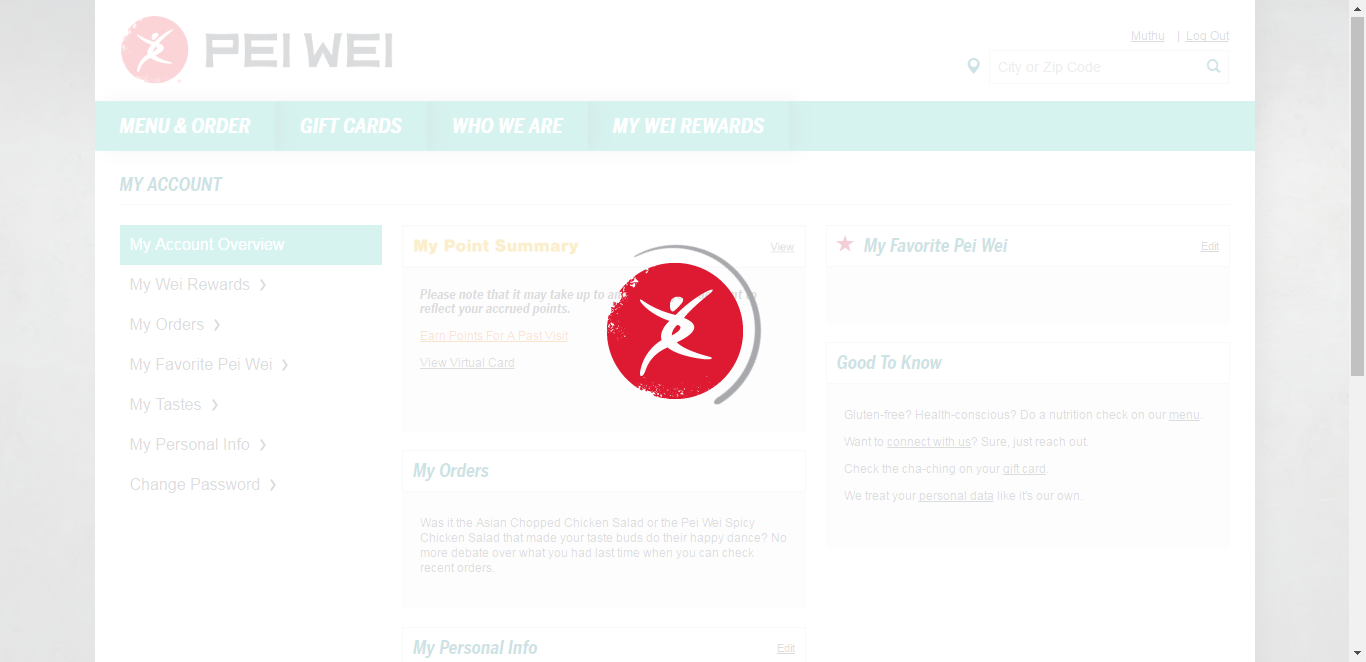 PEI WEI
Muthu | Log Out
City or Zip Code
MENU & ORDER GIFT CARDS WHO WE ARE MY WEI REWARDS
MY ACCOUNT
My Account Overview
My Wei Rewards
My Orders
My Favorite Pei Wei
My Tastes
My Personal Info
Change Password
My Point Summary View
Please note that it may take up to
reflect your accrued points.
Earn Points For A Past Visit
View Virtual Card
My Orders
Was it the Asian Chopped Chicken Salad or the Pei Wei Spicy
Chicken Salad that made your taste buds do their happy dance? No
more debate over what you had last time when you can check
recent orders.
My Personal Info Edit
My Favorite Pei Wei Edit
Good To Know
Gluten-free? Health-conscious? Do a nutrition check on our menu.
Want to connect with us? Sure, just reach out.
Check the cha-ching on your gift card.
We treat your personal data like it's our own.